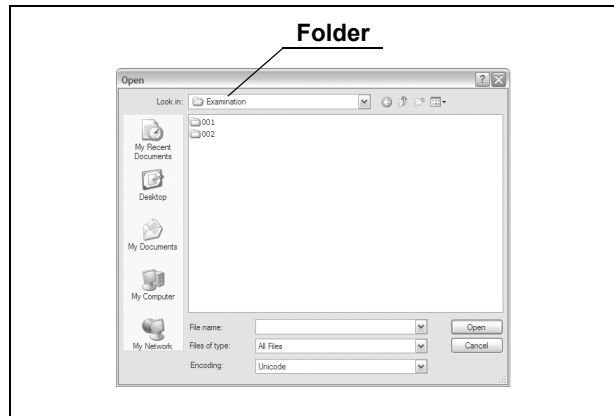 Folder
Open
Look in: Examination
001
002
My Recent
Documents
Desktop
My Documents
My Computer
My Network
File name:
Open
Files of type: All Files
Cancel
Encoding: Unicode